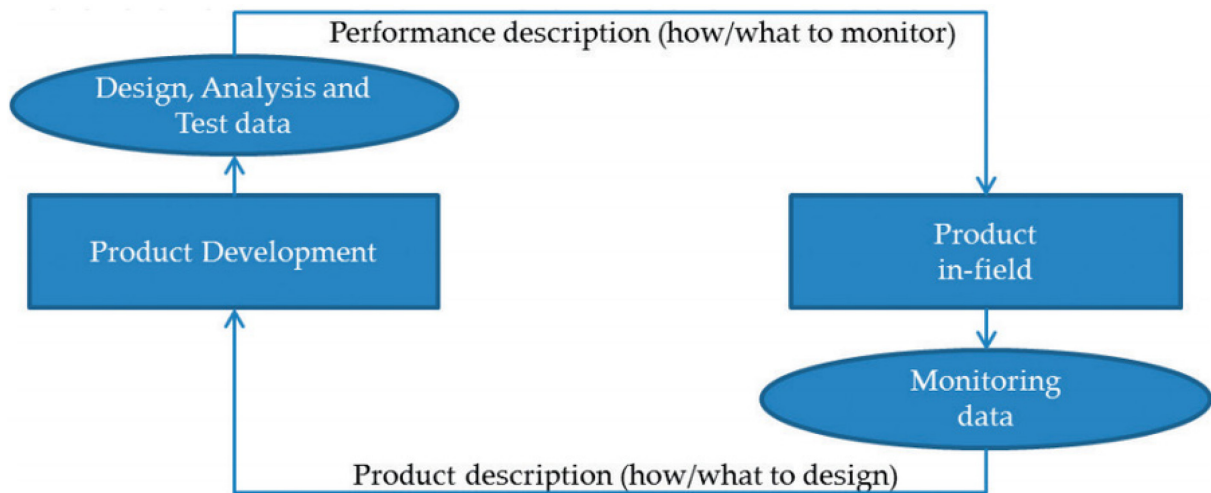 Performance description (how/what to monitor)
Design, Analysis and
Test data
Product Development
Product
in-field
Monitoring
data
Product description (how/what to design)